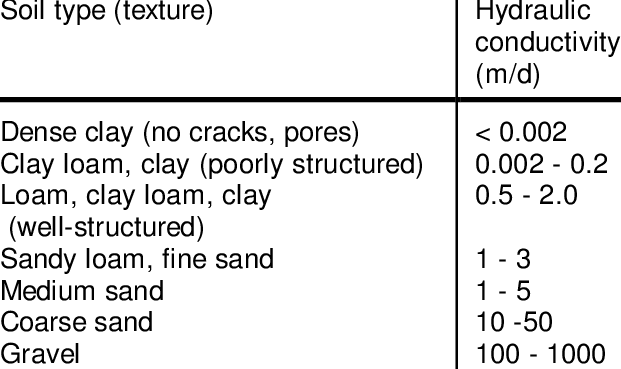 Soil type (texture) Hydraulic
conductivity
(m/d)
Dense clay (no cracks, pores) < 0.002
Clay loam, clay (poorly structured) 0.002 - 0.2
Loam, clay loam, clay 0.5 - 2.0
(well-structured)
Sandy loam, fine sand 1 - 3
Medium sand 1 - 5
Coarse sand 10 -50
Gravel 100 - 1000